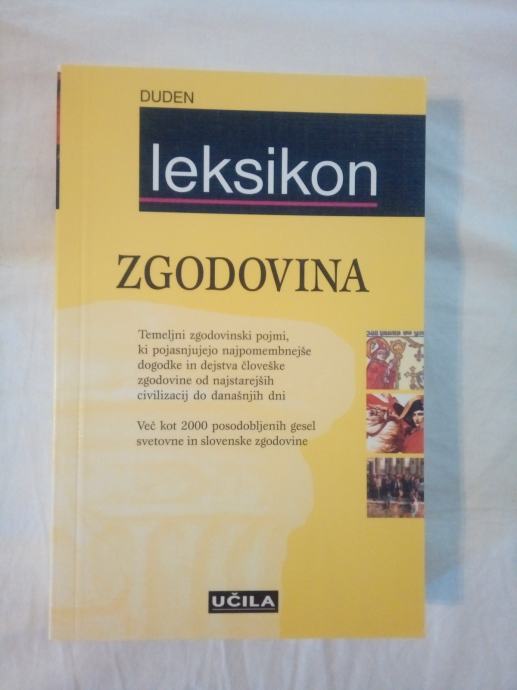 DUDEN
leksikon
ZGODOVINA
Temeljni zgodovinski pojmi,
ki pojasnjujejo najpomembnejše
dogodke in dejstva človeške
zgodovine od najstarejših
civilizacij do današnjih dni
Več kot 2000 posodobljenih gesel
svetovne in slovenske zgodovine
UČILA